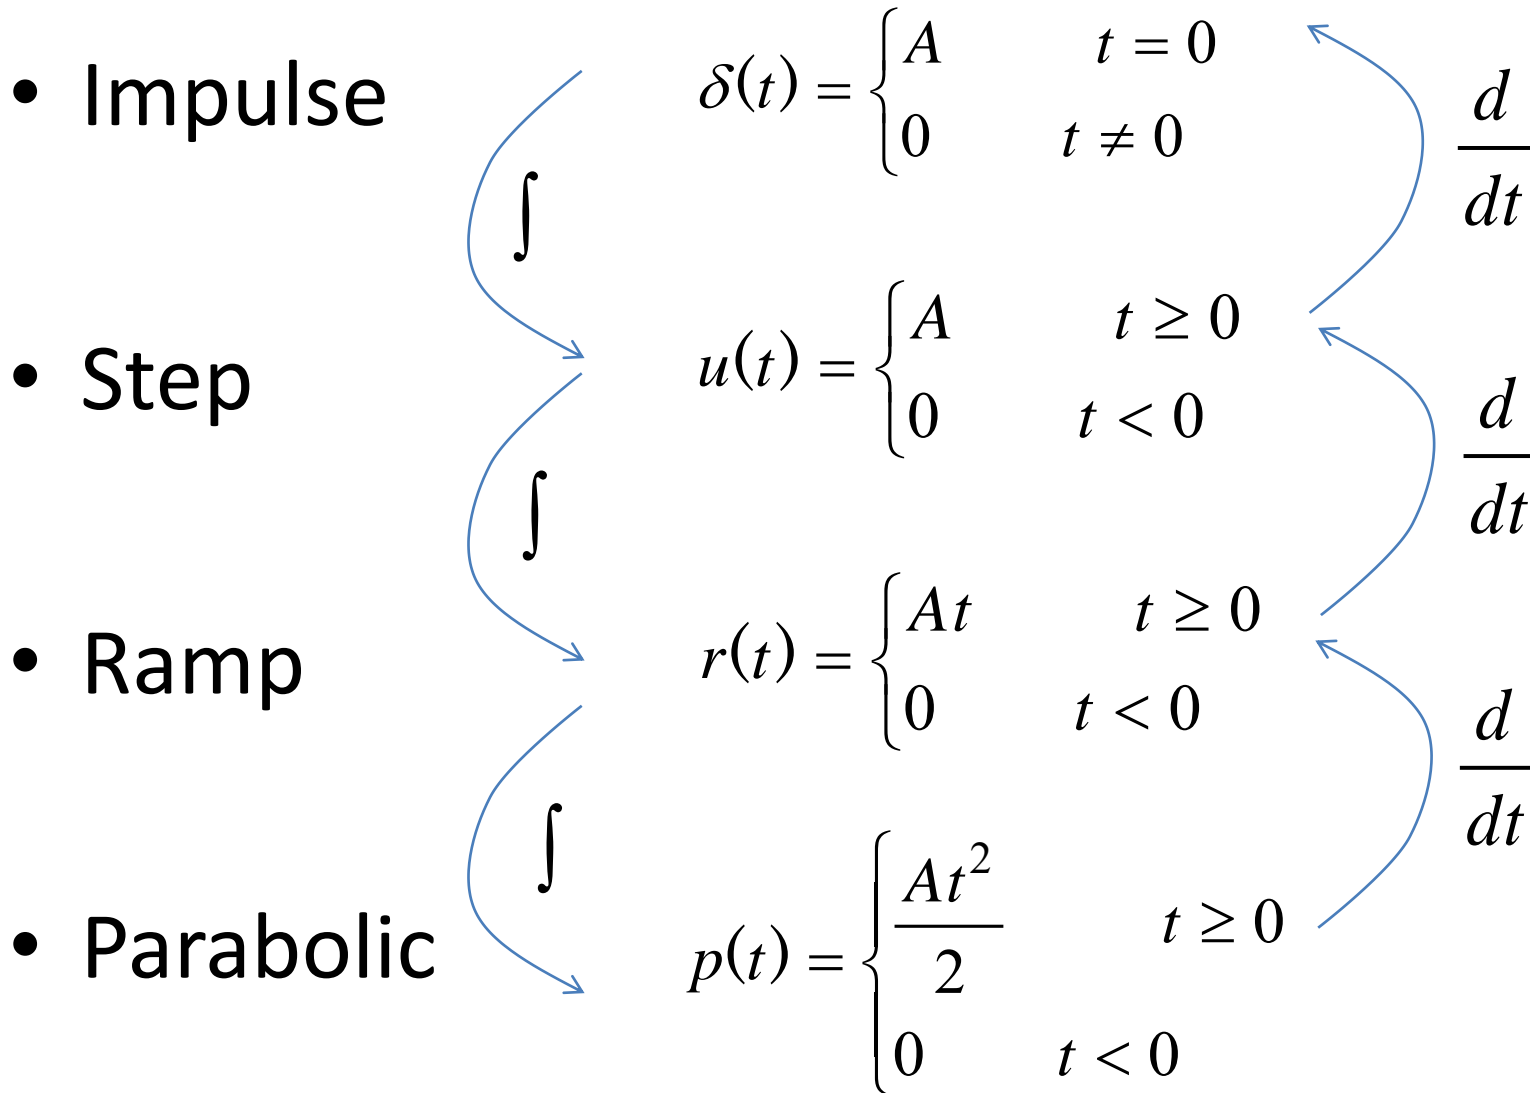 • Impulse δ(t) = { A t = 0
0 t ≠ 0
∫
d/dt
• Step u(t) = { A t ≥ 0
0 t < 0
∫
d/dt
• Ramp r(t) = { At t ≥ 0
0 t < 0
∫
d/dt
• Parabolic p(t) = { At²/2 t ≥ 0
0 t < 0